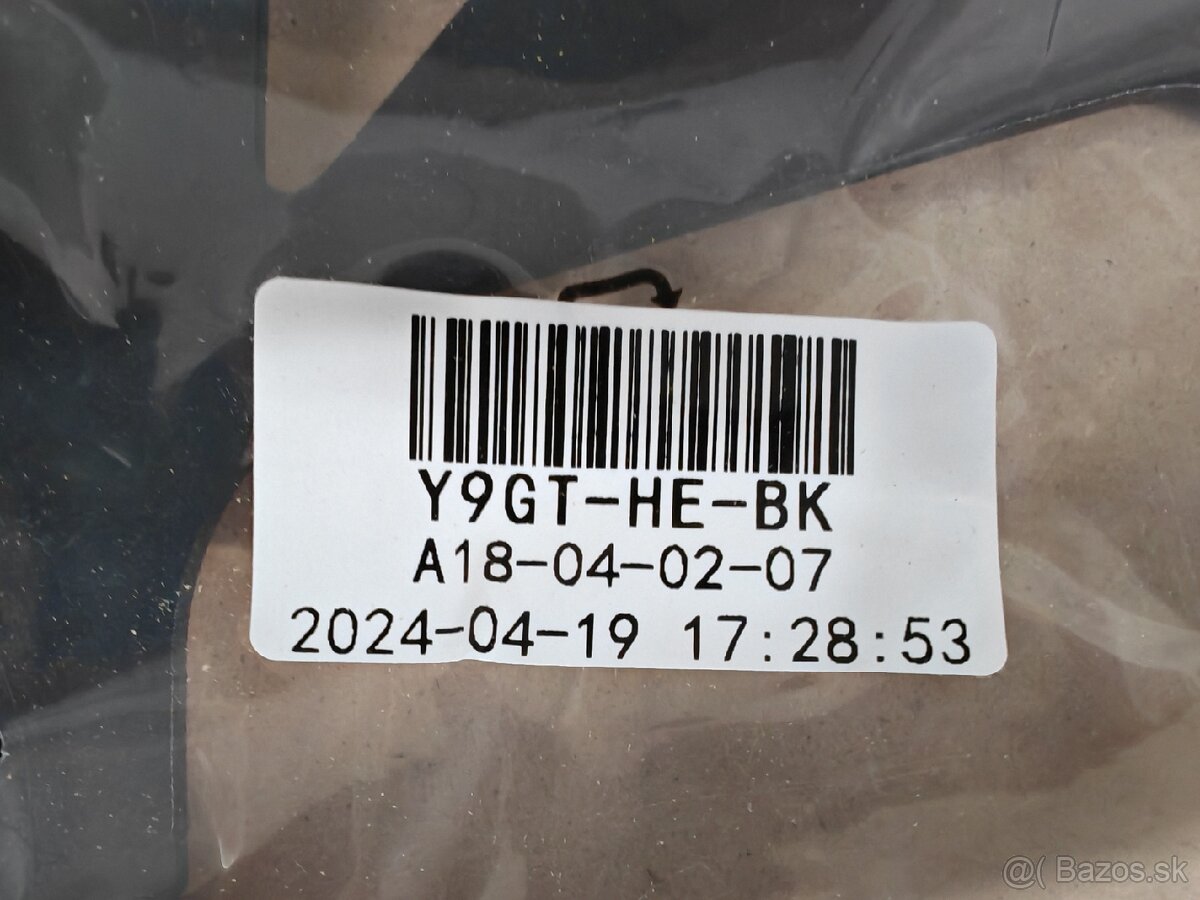 Y9GT-HE-BK
A18-04-02-07
2024-04-19 17:28:53
@( Bazos.sk